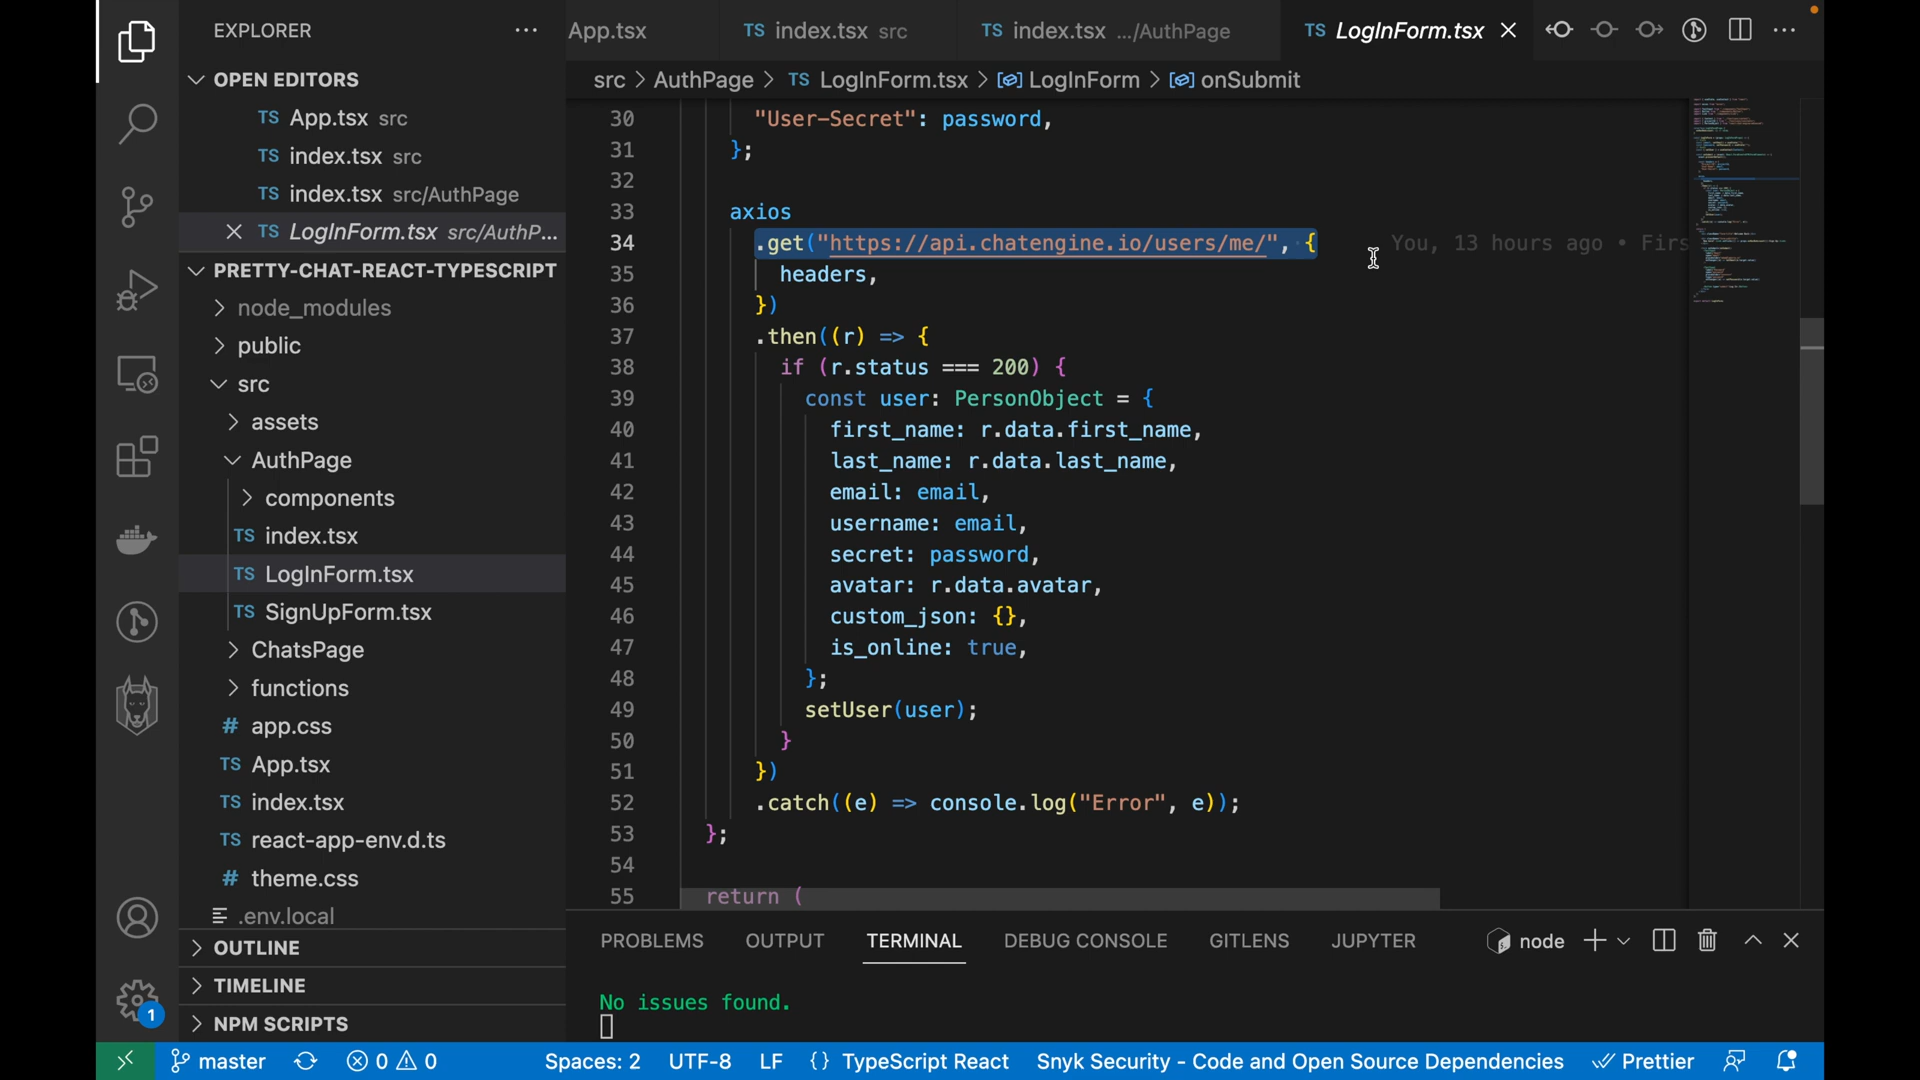 EXPLORER
App.tsx
TS index.tsx src
TS index.tsx .../AuthPage
TS LogInForm.tsx
OPEN EDITORS
TS App.tsx src
TS index.tsx src
TS index.tsx src/AuthPage
TS LogInForm.tsx src/AuthP...
PRETTY-CHAT-REACT-TYPESCRIPT
node_modules
public
src
assets
AuthPage
components
TS index.tsx
TS LogInForm.tsx
TS SignUpForm.tsx
ChatsPage
functions
# app.css
TS App.tsx
TS index.tsx
TS react-app-env.d.ts
# theme.css
.env.local
OUTLINE
TIMELINE
NPM SCRIPTS
src > AuthPage > TS LogInForm.tsx > LogInForm > onSubmit
30 "User-Secret": password,
31 };
32
33 axios
34 .get("https://api.chatengine.io/users/me/", { You, 13 hours ago • Firs
35 headers,
36 })
37 .then((r) => {
38 if (r.status === 200) {
39 const user: PersonObject = {
40 first_name: r.data.first_name,
41 last_name: r.data.last_name,
42 email: email,
43 username: email,
44 secret: password,
45 avatar: r.data.avatar,
46 custom_json: {},
47 is_online: true,
48 };
49 setUser(user);
50 }
51 })
52 .catch((e) => console.log("Error", e));
53 };
54
55 return (
PROBLEMS OUTPUT TERMINAL DEBUG CONSOLE GITLENS JUPYTER node
No issues found.
1
master 0 0 Spaces: 2 UTF-8 LF {} TypeScript React Snyk Security - Code and Open Source Dependencies Prettier